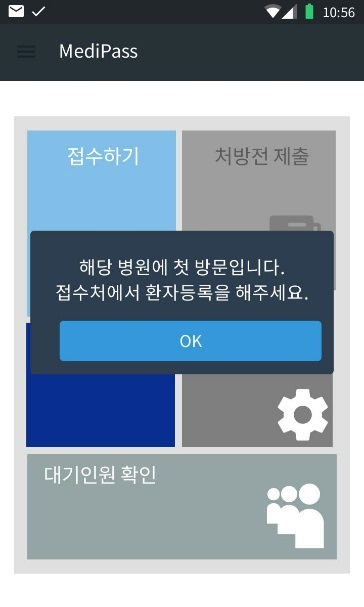 10:56
MediPass
접수하기
처방전 제출
해당 병원에 첫 방문입니다.
접수처에서 환자등록을 해주세요.
OK
대기인원 확인